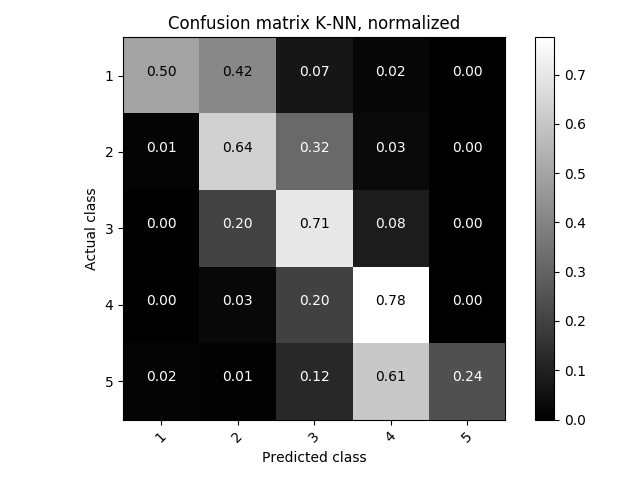 Confusion matrix K-NN, normalized
1 0.50 0.42 0.07 0.02 0.00
2 0.01 0.64 0.32 0.03 0.00
3 0.00 0.20 0.71 0.08 0.00
4 0.00 0.03 0.20 0.78 0.00
5 0.02 0.01 0.12 0.61 0.24
1 2 3 4 5
Actual class
Predicted class
0.7
0.6
0.5
0.4
0.3
0.2
0.1
0.0